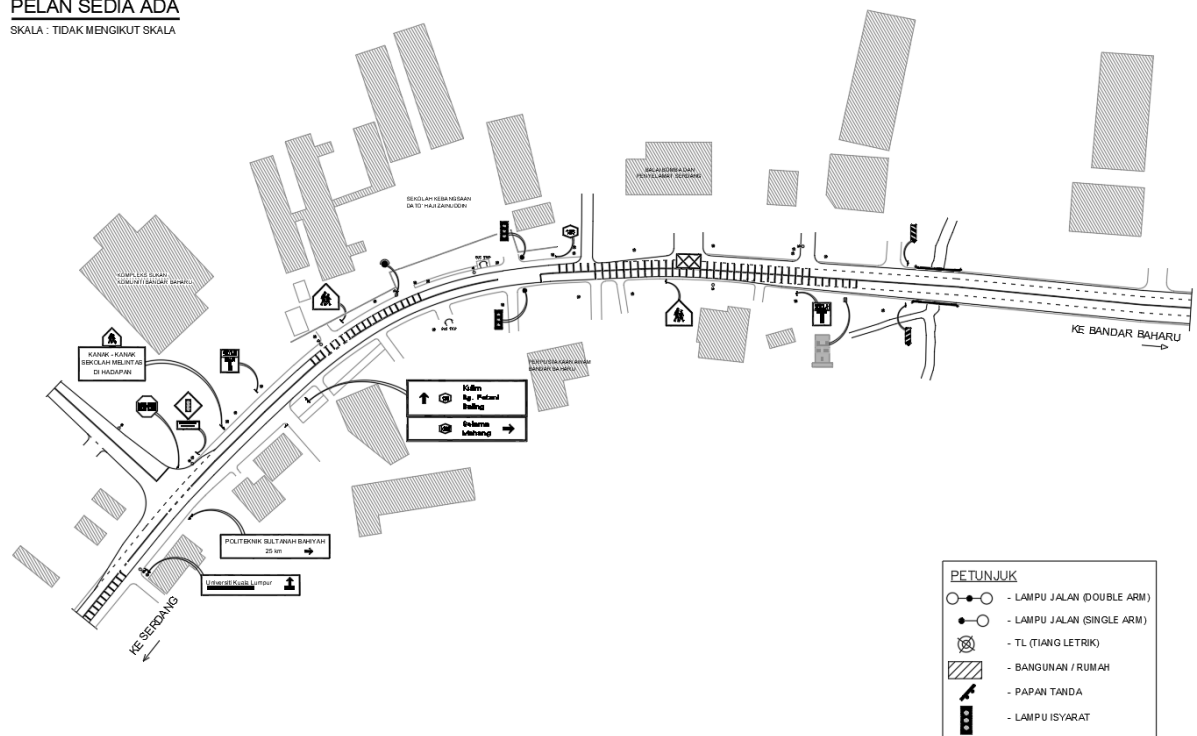 PELAN SEDIA ADA
SKALA : TIDAK MENGIKUT SKALA
BALAI BOMBA DAN
PENYELAMAT SERDANG
SEKOLAH KEBANGSAAN
DATO' HAJI ZAINUDDIN
KOMPLEKS SUKAN
KOMUNITI BANDAR BAHARU
KE BANDAR BAHARU
KANAK - KANAK
SEKOLAH MELINTAS
DI HADAPAN
PERPUSTAKAAN AWAM
BANDAR BAHARU
Kulim
Sg. Petani
Baling
Selama
Mahang
POLITEKNIK SULTANAH BAHIYAH
25 km
Universiti Kuala Lumpur
KE SERDANG
PETUNJUK
- LAMPU JALAN (DOUBLE ARM)
- LAMPU JALAN (SINGLE ARM)
- TL (TIANG LETRIK)
- BANGUNAN / RUMAH
- PAPAN TANDA
- LAMPU ISYARAT